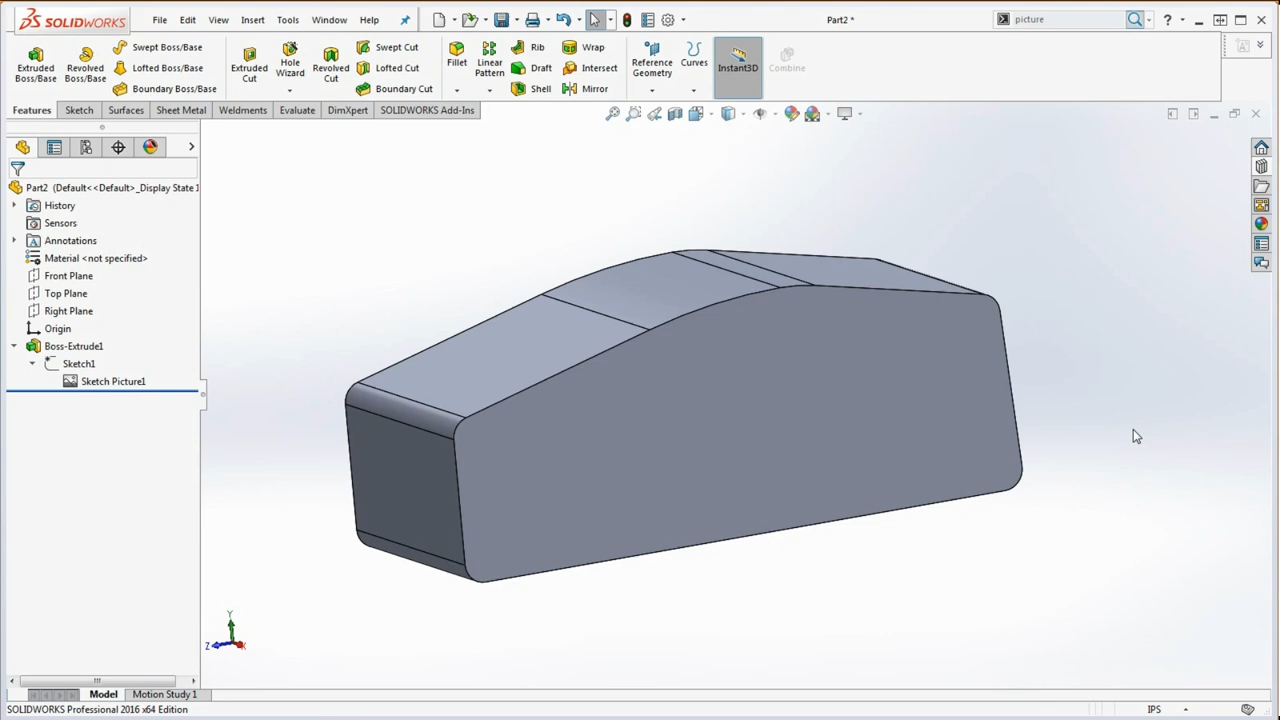 SOLIDWORKS File Edit View Insert Tools Window Help Part2 * picture ?
Extruded Boss/Base
Revolved Boss/Base
Swept Boss/Base
Lofted Boss/Base
Boundary Boss/Base
Extruded Cut
Hole Wizard
Revolved Cut
Swept Cut
Lofted Cut
Boundary Cut
Fillet
Linear Pattern
Rib
Draft
Shell
Wrap
Intersect
Mirror
Reference Geometry
Curves
Instant3D
Combine
Features Sketch Surfaces Sheet Metal Weldments Evaluate DimXpert SOLIDWORKS Add-Ins
Part2 (Default<<Default>_Display State 1
History
Sensors
Annotations
Material <not specified>
Front Plane
Top Plane
Right Plane
Origin
Boss-Extrude1
Sketch1
Sketch Picture1
Y
Z X
Model Motion Study 1
SOLIDWORKS Professional 2016 x64 Edition IPS